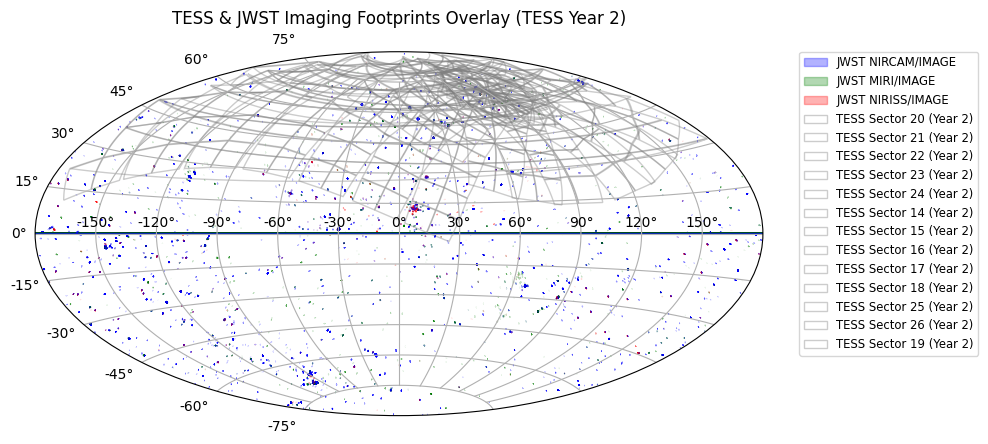 TESS & JWST Imaging Footprints Overlay (TESS Year 2)
75°
60°
45°
30°
15°
0°
-15°
-30°
-45°
-60°
-75°
-150° -120° -90° -60° -30° 0° 30° 60° 90° 120° 150°
JWST NIRCAM/IMAGE
JWST MIRI/IMAGE
JWST NIRISS/IMAGE
TESS Sector 20 (Year 2)
TESS Sector 21 (Year 2)
TESS Sector 22 (Year 2)
TESS Sector 23 (Year 2)
TESS Sector 24 (Year 2)
TESS Sector 14 (Year 2)
TESS Sector 15 (Year 2)
TESS Sector 16 (Year 2)
TESS Sector 17 (Year 2)
TESS Sector 18 (Year 2)
TESS Sector 25 (Year 2)
TESS Sector 26 (Year 2)
TESS Sector 19 (Year 2)